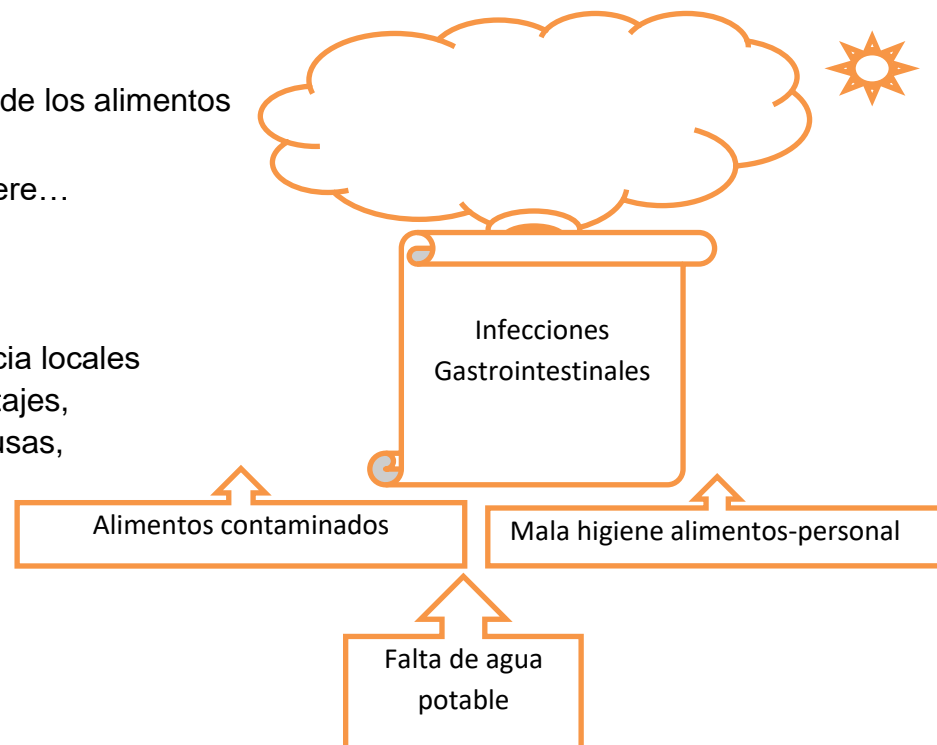 de los alimentos
ere…
Infecciones
Gastrointestinales
cia locales
tajes,
usas,
Alimentos contaminados
Mala higiene alimentos-personal
Falta de agua
potable